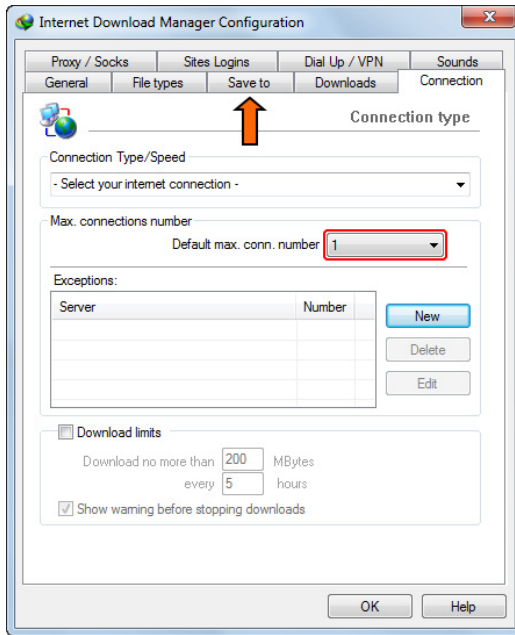 Internet Download Manager Configuration
Proxy / Socks Sites Logins Dial Up / VPN Sounds
General File types Save to Downloads Connection
Connection type
Connection Type/Speed
- Select your internet connection -
Max. connections number
Default max. conn. number 1
Exceptions:
Server Number
New
Delete
Edit
Download limits
Download no more than 200 MBytes
every 5 hours
Show warning before stopping downloads
OK Help